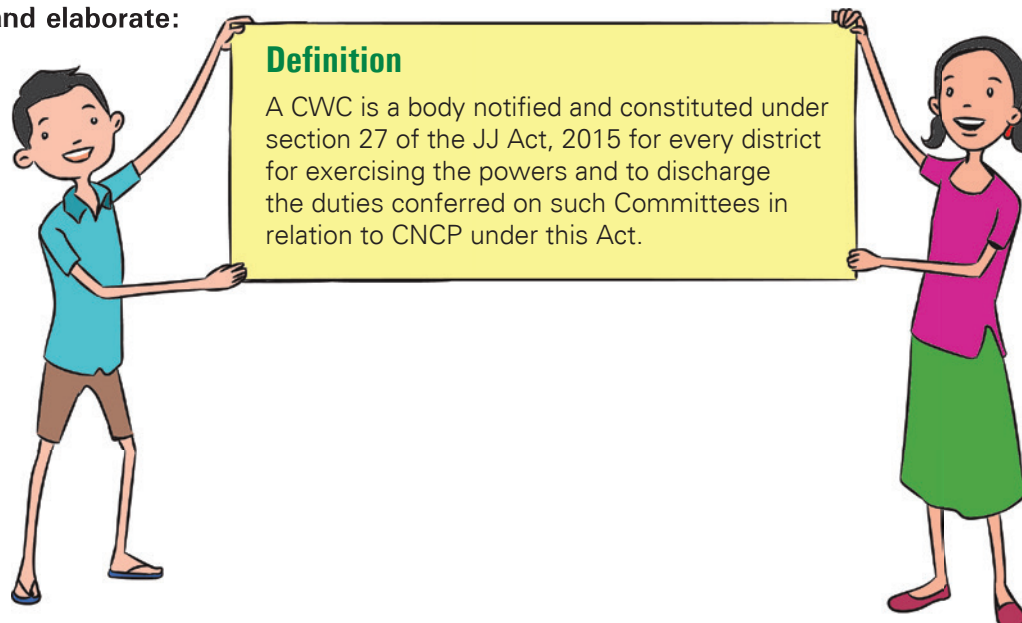 and elaborate:
Definition
A CWC is a body notified and constituted under
section 27 of the JJ Act, 2015 for every district
for exercising the powers and to discharge
the duties conferred on such Committees in
relation to CNCP under this Act.